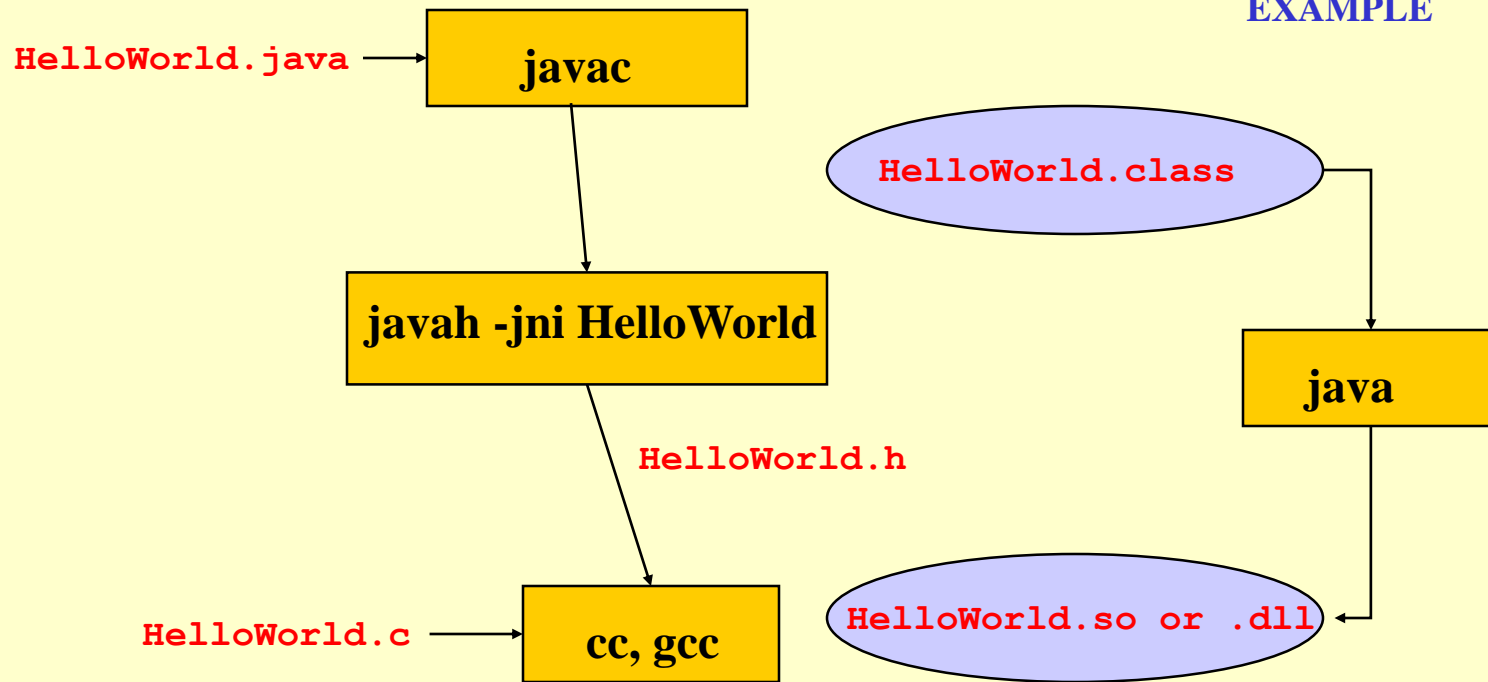 EXAMPLE
HelloWorld.java
javac
HelloWorld.class
javah -jni HelloWorld
java
HelloWorld.h
HelloWorld.c
cc, gcc
HelloWorld.so or .dll